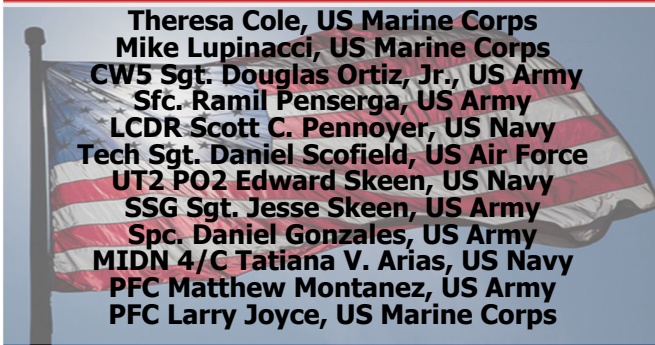 Theresa Cole, US Marine Corps
Mike Lupinacci, US Marine Corps
CW5 Sgt. Douglas Ortiz, Jr., US Army
Sfc. Ramil Penserga, US Army
LCDR Scott C. Pennoyer, US Navy
Tech Sgt. Daniel Scofield, US Air Force
UT2 PO2 Edward Skeen, US Navy
SSG Sgt. Jesse Skeen, US Army
Spc. Daniel Gonzales, US Army
MIDN 4/C Tatiana V. Arias, US Navy
PFC Matthew Montanez, US Army
PFC Larry Joyce, US Marine Corps